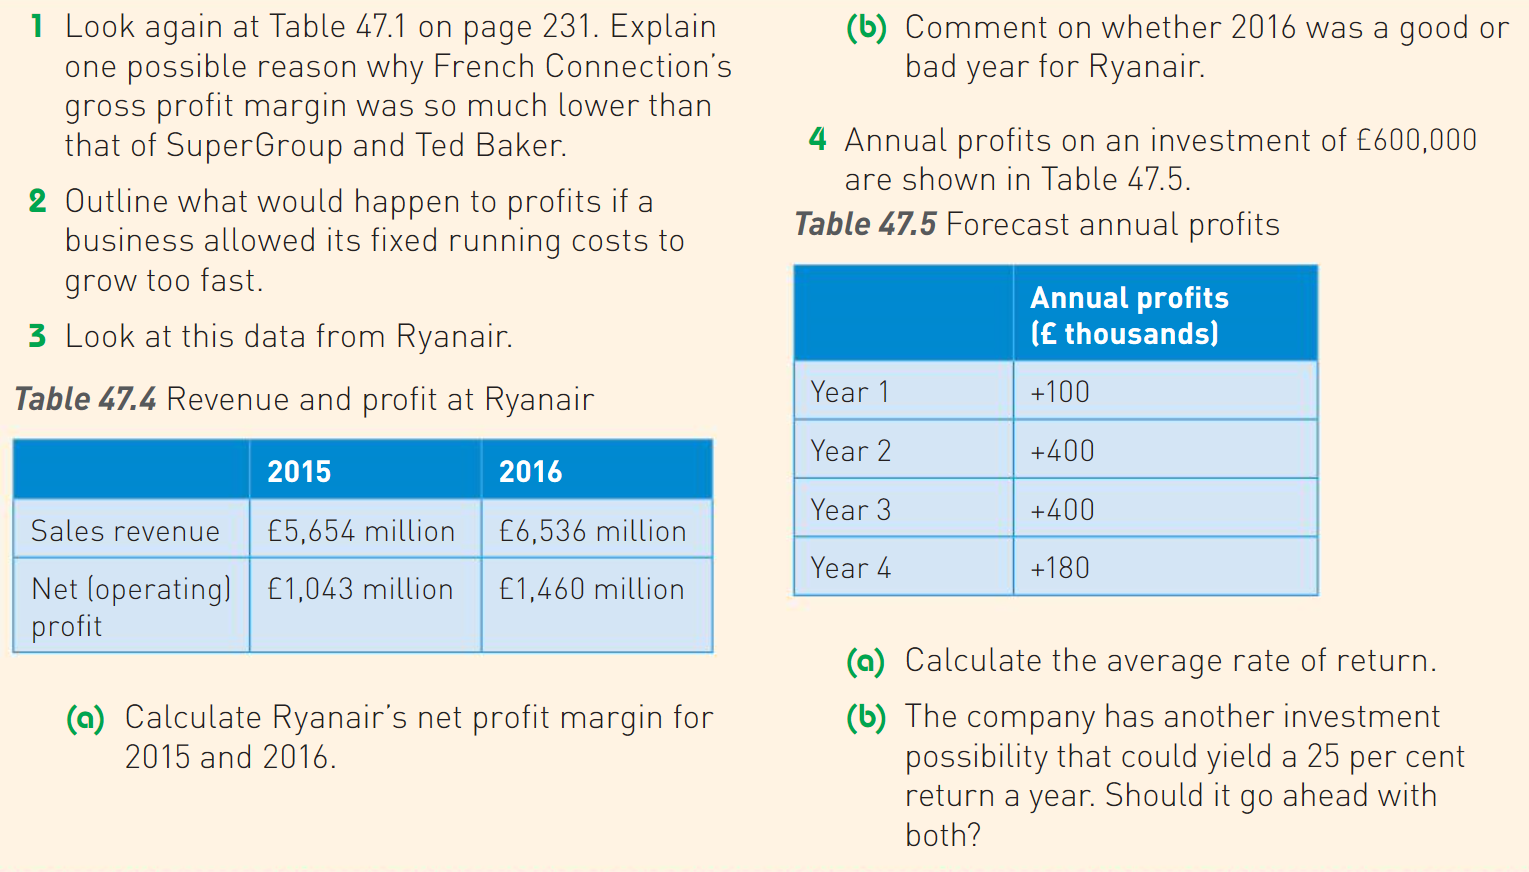 1 Look again at Table 47.1 on page 231. Explain
one possible reason why French Connection's
gross profit margin was so much lower than
that of SuperGroup and Ted Baker.
2 Outline what would happen to profits if a
business allowed its fixed running costs to
grow too fast.
3 Look at this data from Ryanair.
Table 47.4 Revenue and profit at Ryanair
2015 2016
Sales revenue £5,654 million £6,536 million
Net (operating) £1,043 million £1,460 million
profit
(a) Calculate Ryanair's net profit margin for
2015 and 2016.
(b) Comment on whether 2016 was a good or
bad year for Ryanair.
4 Annual profits on an investment of £600,000
are shown in Table 47.5.
Table 47.5 Forecast annual profits
Annual profits
(£ thousands)
Year 1 +100
Year 2 +400
Year 3 +400
Year 4 +180
(a) Calculate the average rate of return.
(b) The company has another investment
possibility that could yield a 25 per cent
return a year. Should it go ahead with
both?